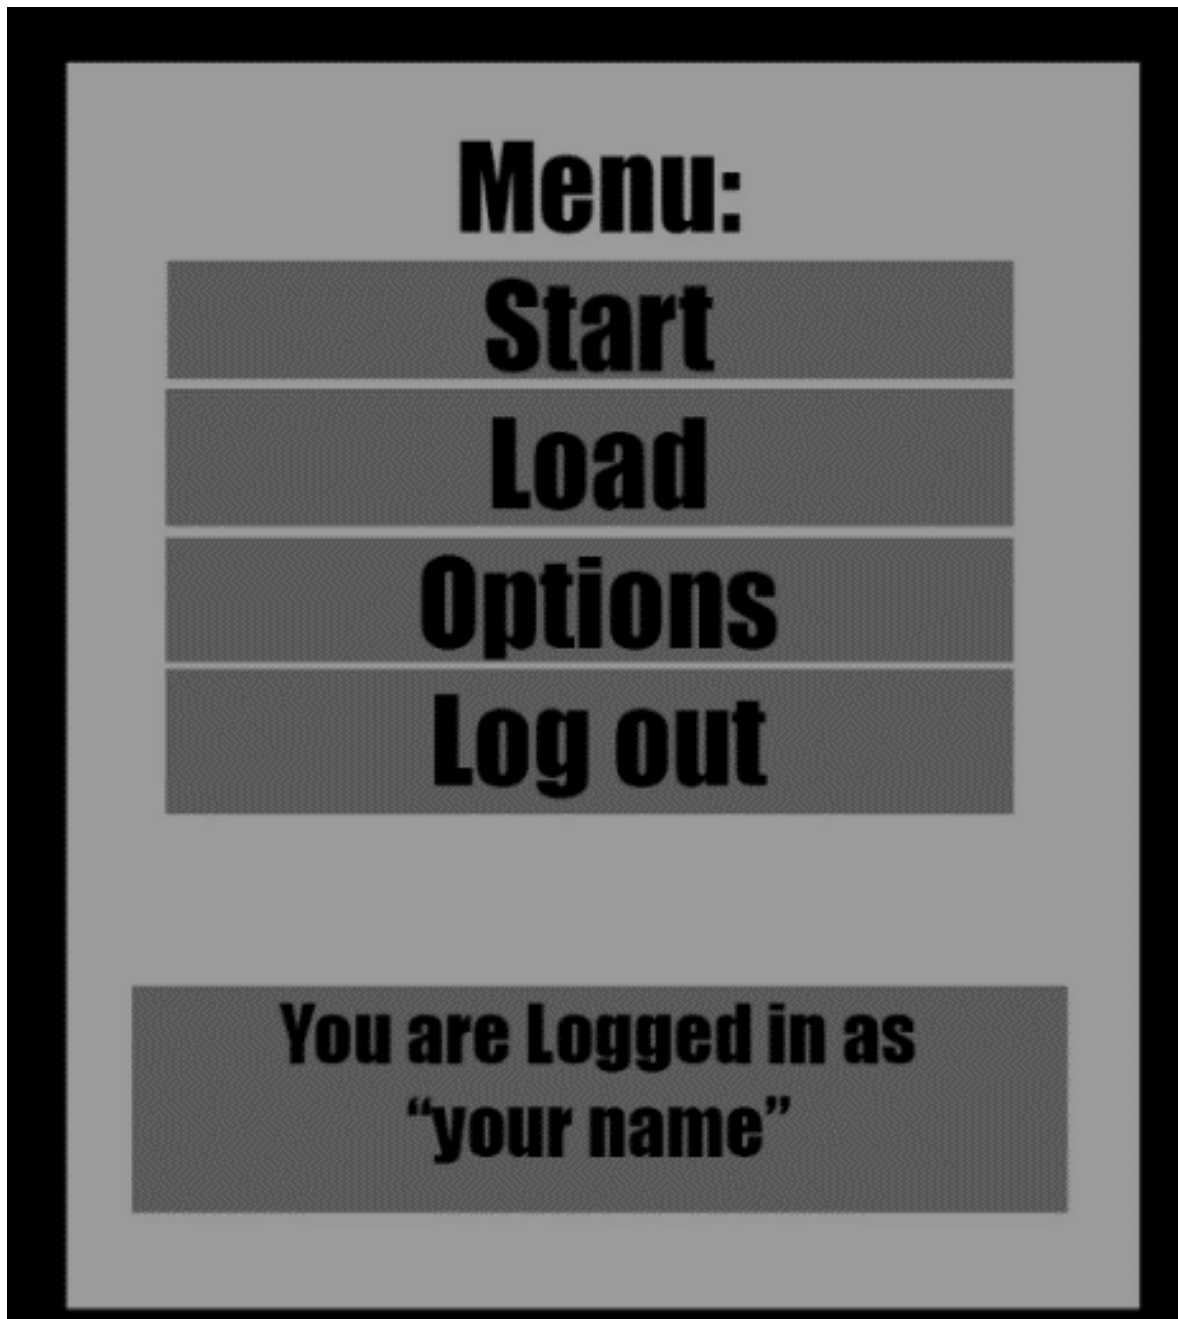 Menu:
Start
Load
Options
Log out
You are Logged in as
“your name”